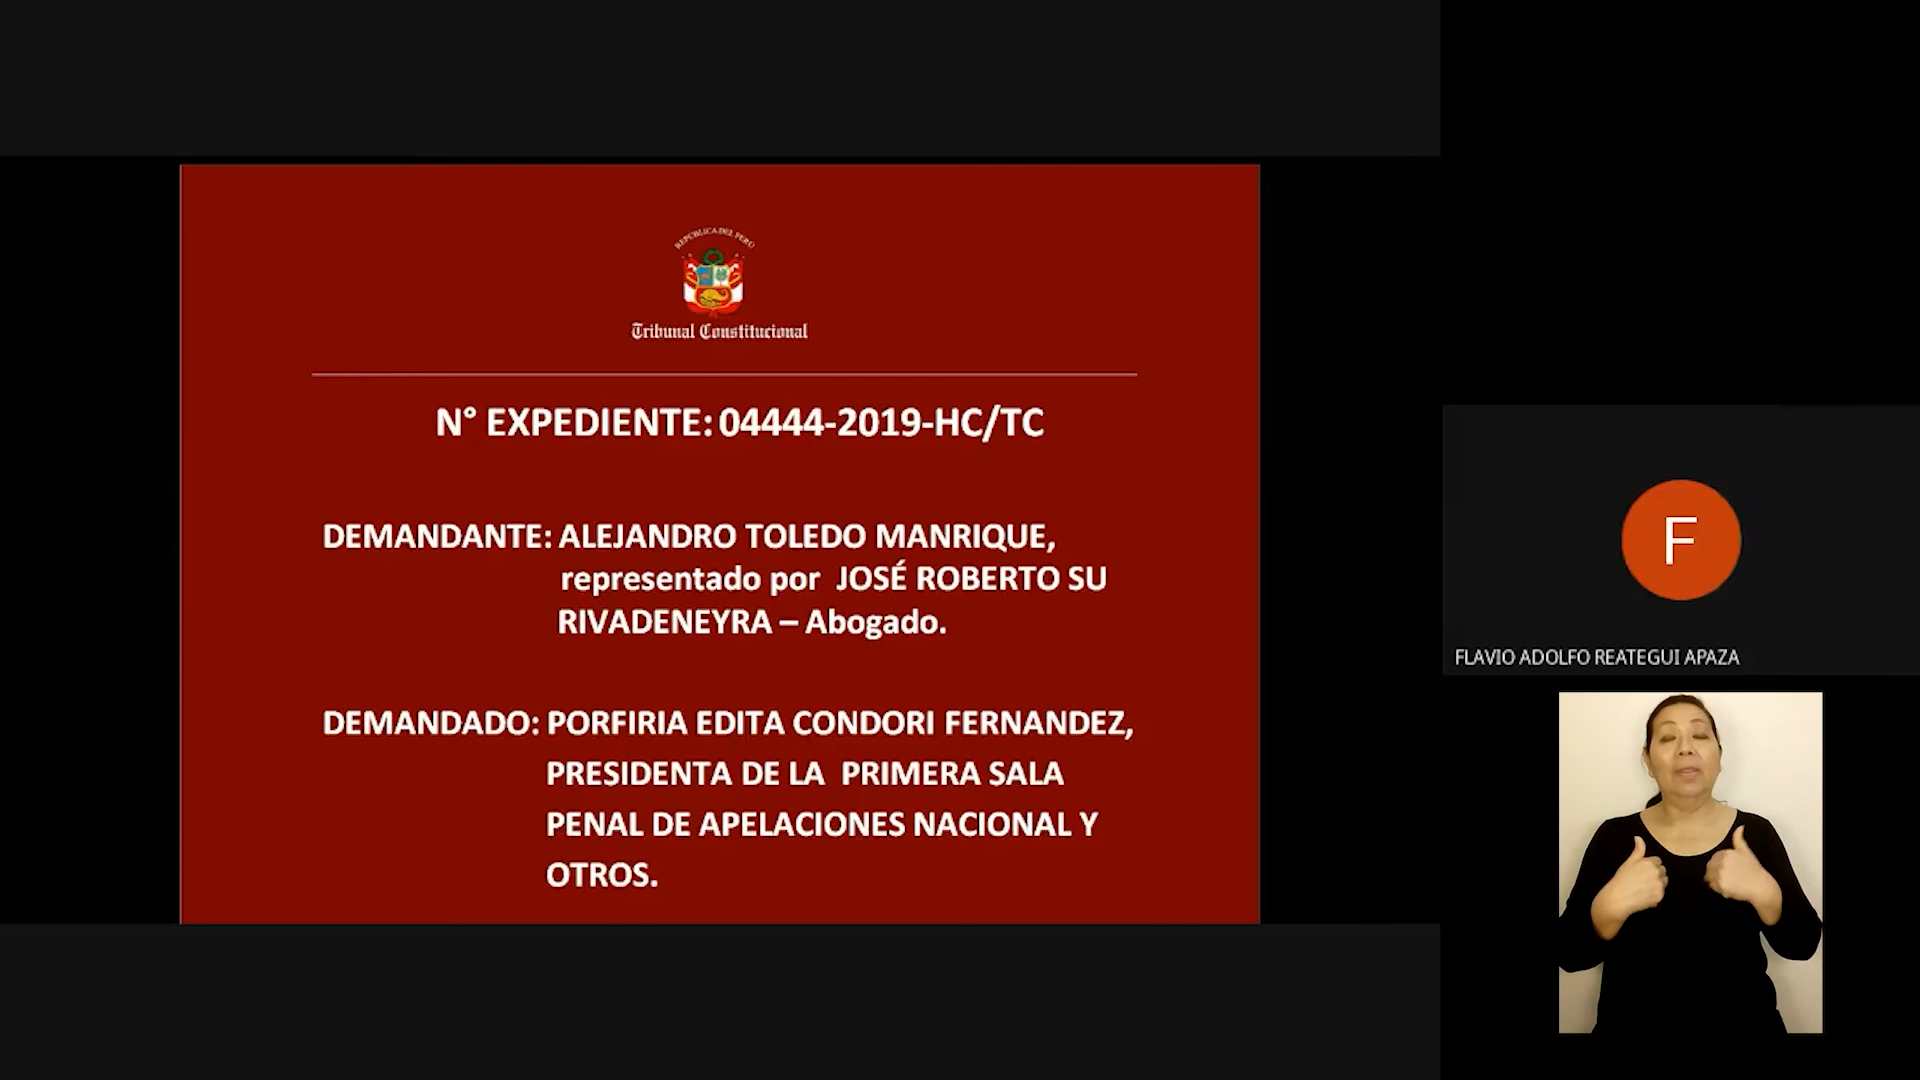 REPÚBLICA DEL PERÚ
Tribunal Constitucional
N° EXPEDIENTE: 04444-2019-HC/TC
DEMANDANTE: ALEJANDRO TOLEDO MANRIQUE,
representado por JOSÉ ROBERTO SU
RIVADENEYRA – Abogado.
DEMANDADO: PORFIRIA EDITA CONDORI FERNANDEZ,
PRESIDENTA DE LA PRIMERA SALA
PENAL DE APELACIONES NACIONAL Y
OTROS.
F
FLAVIO ADOLFO REATEGUI APAZA